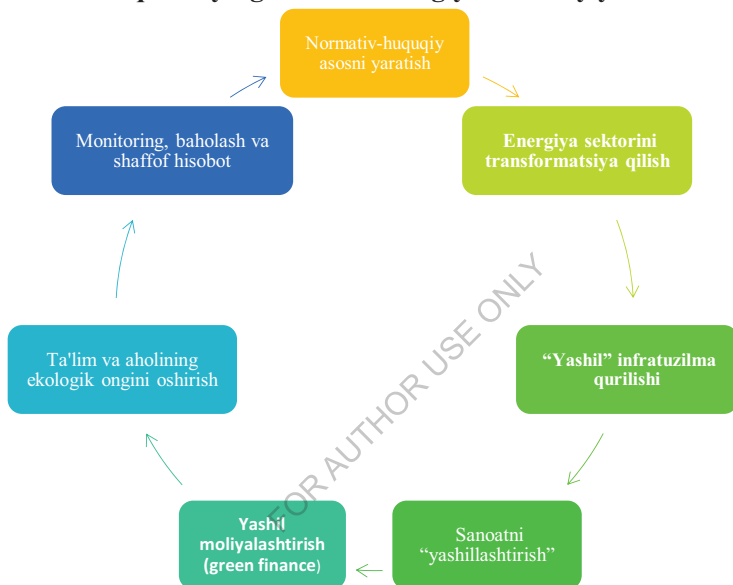 Normativ-huquqiy
asosni yaratish
Energiya sektorini
transformatsiya qilish
“Yashil” infratuzilma
qurilishi
Sanoatni
“yashillashtirish”
Yashil
moliyalashtirish
(green finance)
Ta'lim va aholining
ekologik ongini oshirish
Monitoring, baholash va
shaffof hisobot
FOR AUTHOR USE ONLY